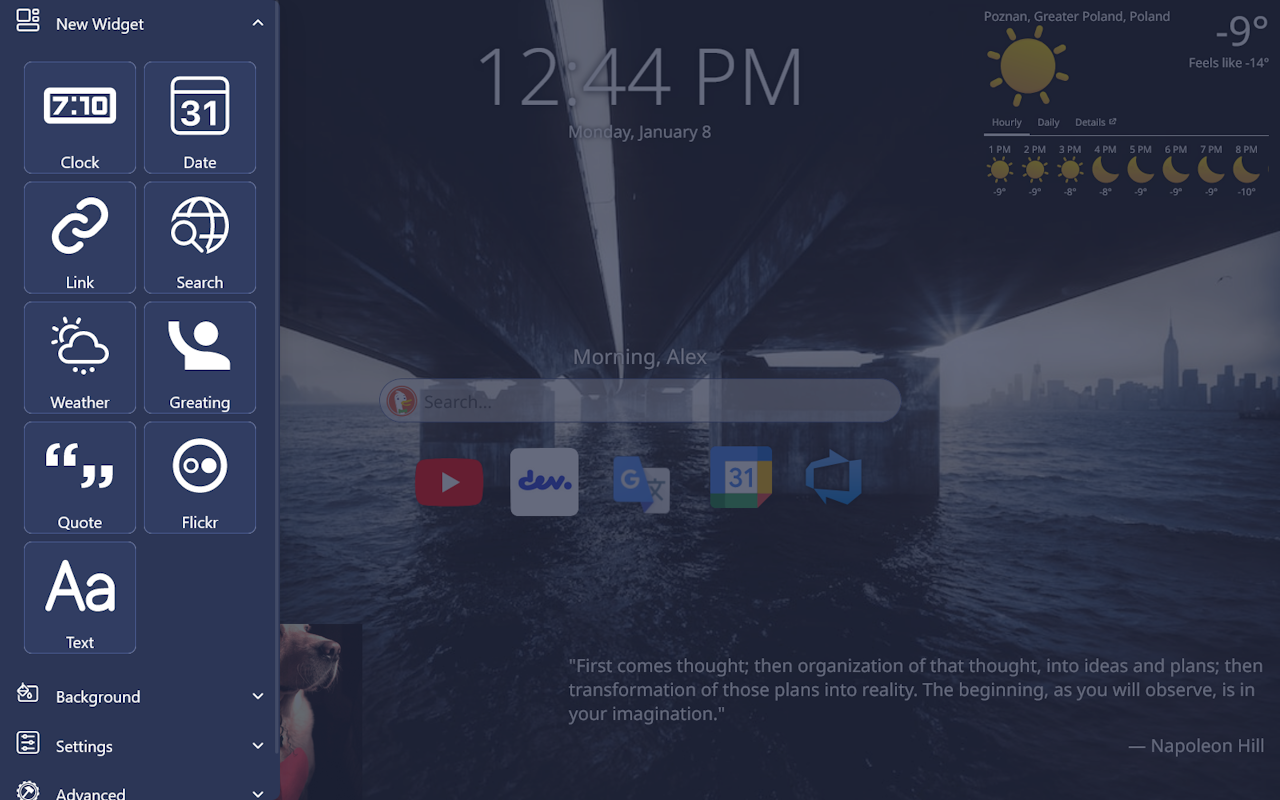 New Widget
7:10
Clock
31
Date
Link
Search
Weather
Greating
Quote
Flickr
Aa
Text
Background
Settings
Advanced
12:44 PM
Monday, January 8
Poznan, Greater Poland, Poland
-9°
Feels like -14°
Hourly Daily Details
1 PM 2 PM 3 PM 4 PM 5 PM 6 PM 7 PM 8 PM
-9° -9° -8° -8° -9° -9° -9° -10°
Morning, Alex
Search...
dev.
G 文
31
"First comes thought; then organization of that thought, into ideas and plans; then
transformation of those plans into reality. The beginning, as you will observe, is in
your imagination."
— Napoleon Hill